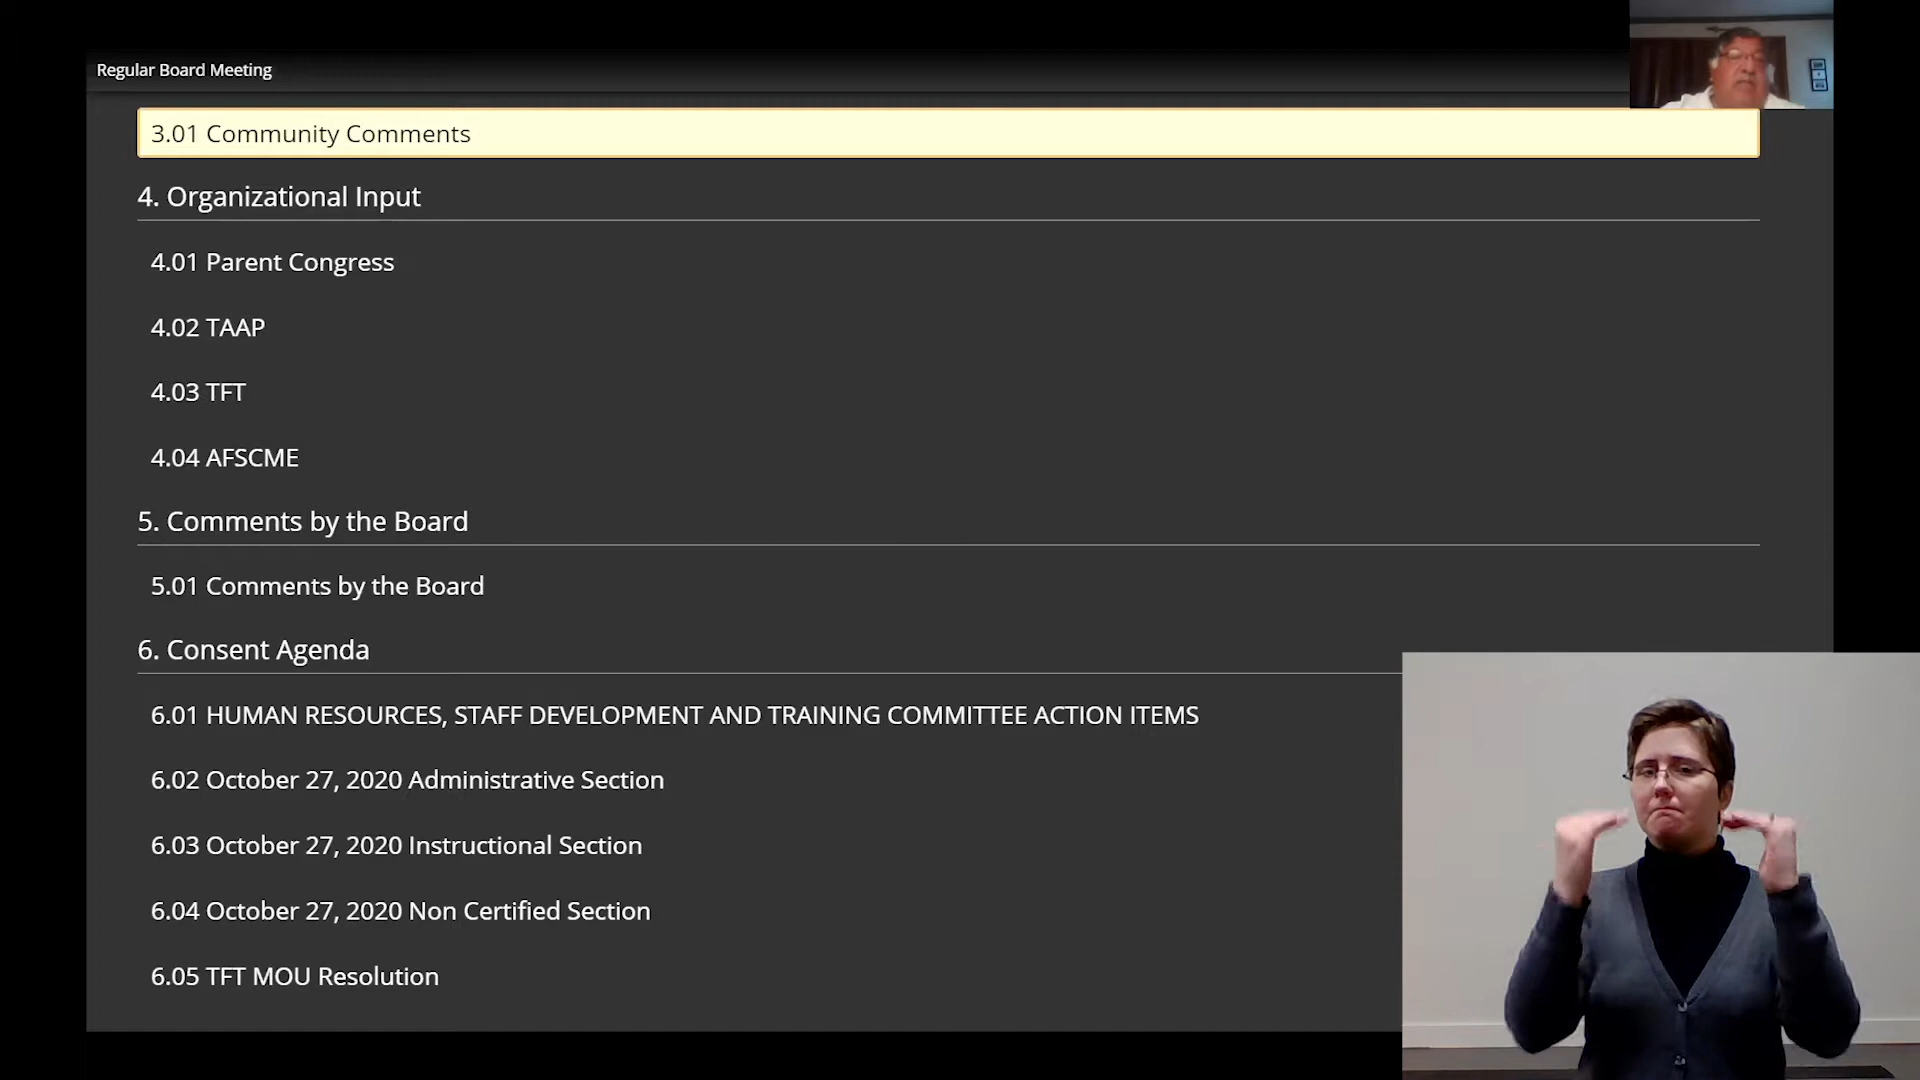 Regular Board Meeting
3.01 Community Comments
4. Organizational Input
4.01 Parent Congress
4.02 TAAP
4.03 TFT
4.04 AFSCME
5. Comments by the Board
5.01 Comments by the Board
6. Consent Agenda
6.01 HUMAN RESOURCES, STAFF DEVELOPMENT AND TRAINING COMMITTEE ACTION ITEMS
6.02 October 27, 2020 Administrative Section
6.03 October 27, 2020 Instructional Section
6.04 October 27, 2020 Non Certified Section
6.05 TFT MOU Resolution